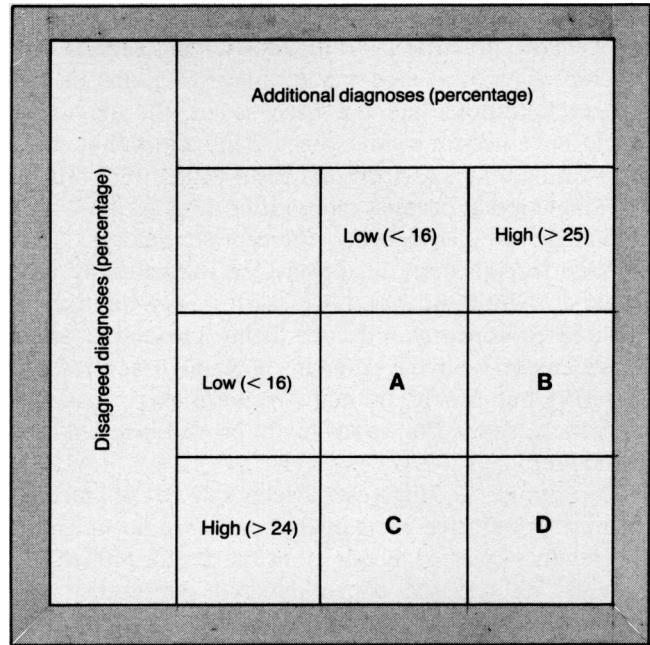 Additional diagnoses (percentage)
Disagreed diagnoses (percentage)
Low (< 16) High (> 25)
Low (< 16) A B
High (> 24) C D